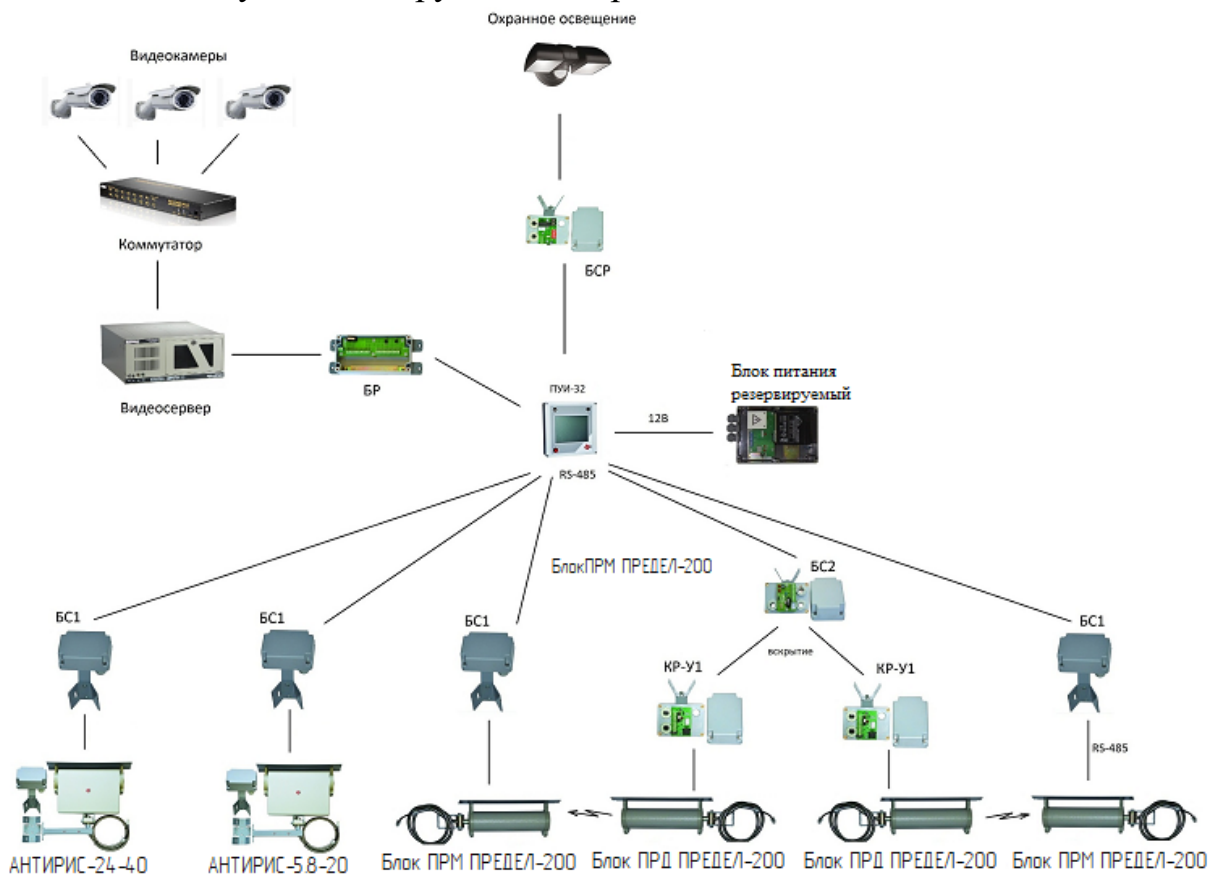 Охранное освещение
Видеокамеры
Коммутатор
БСР
Видеосервер
БР
ПУИ-32
Блок питания
резервируемый
12В
RS-485
БлокПРМ ПРЕДЕЛ-200
БС2
БС1
БС1
БС1
БС1
вскрытие
КР-У1
КР-У1
RS-485
АНТИРИС-24-40
АНТИРИС-5.8-20
Блок ПРМ ПРЕДЕЛ-200
Блок ПРД ПРЕДЕЛ-200
Блок ПРД ПРЕДЕЛ-200
Блок ПРМ ПРЕДЕЛ-200